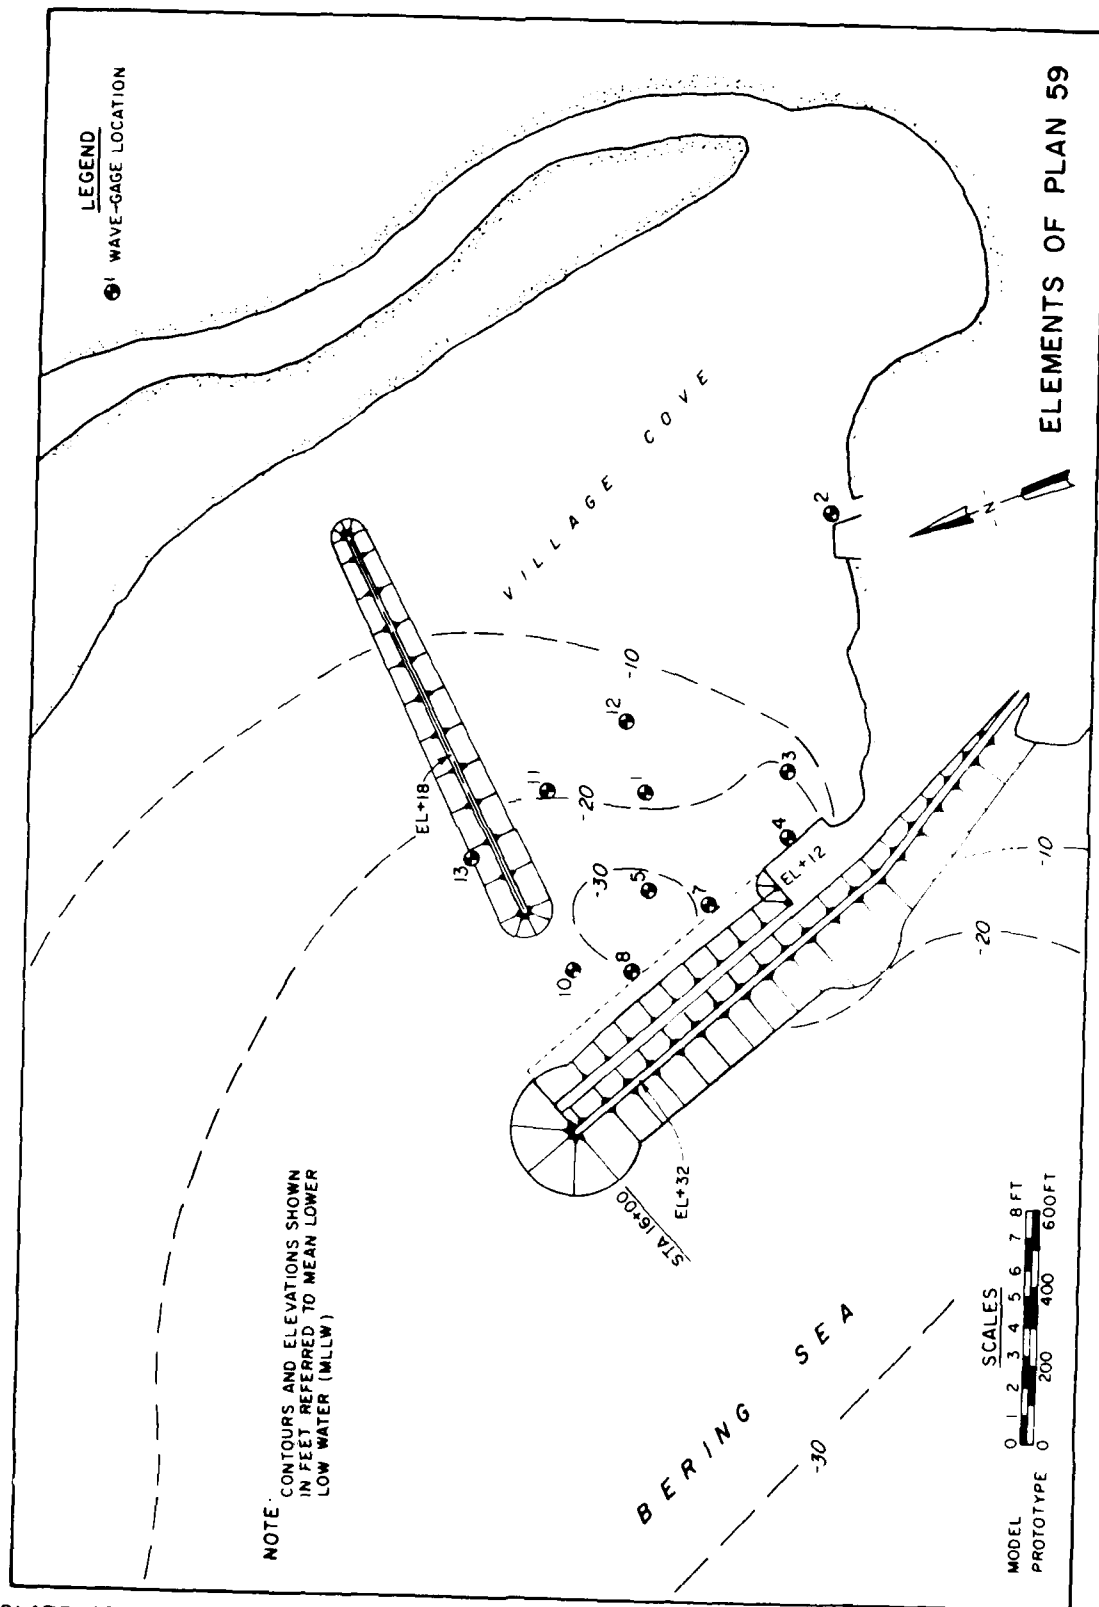 LEGEND
1 WAVE-GAGE LOCATION
NOTE: CONTOURS AND ELEVATIONS SHOWN
IN FEET REFERRED TO MEAN LOWER
LOW WATER (MLLW)
VILLAGE COVE
BERING SEA
EL+18
EL+12
EL+32
STA 16+00
-10
-20
-30
-10
-20
-30
1
2
3
4
5
7
8
10
11
12
13
N
SCALES
MODEL 0 1 2 3 4 5 6 7 8 FT
PROTOTYPE 0 200 400 600 FT
ELEMENTS OF PLAN 59